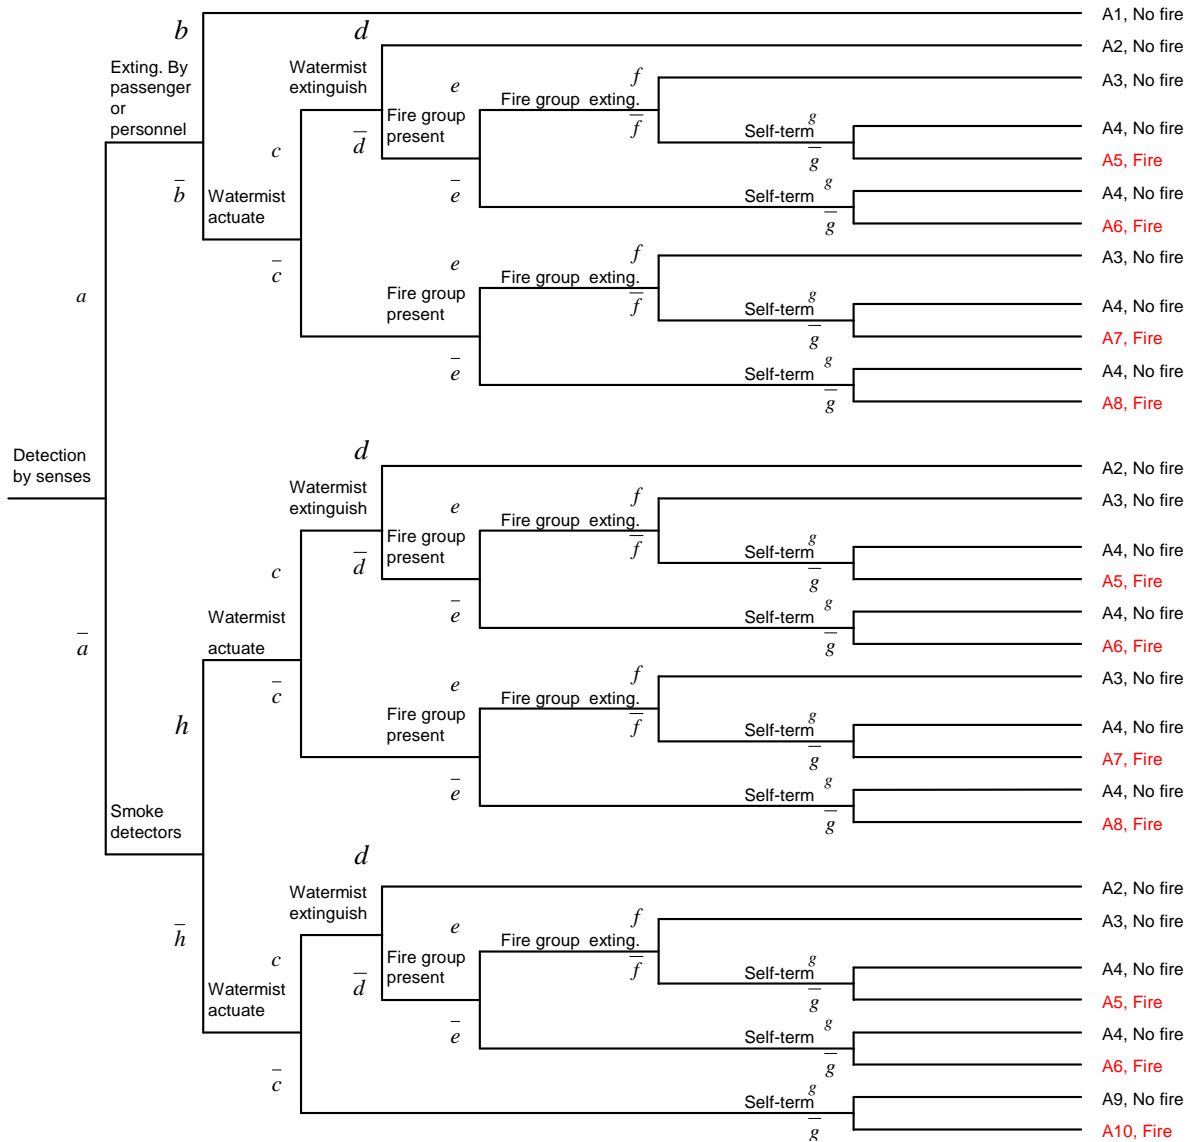 b
d
A1, No fire
A2, No fire
Exting. By
passenger
or
personnel
Watermist
extinguish
e
f
A3, No fire
Fire group exting.
Fire group
present
f̅
g
A4, No fire
Self-term
c
d̅
g̅
A5, Fire
b̅
Watermist
actuate
e̅
g
A4, No fire
Self-term
g̅
A6, Fire
e
f
A3, No fire
c̅
Fire group exting.
Fire group
present
f̅
a
g
A4, No fire
Self-term
g̅
A7, Fire
e̅
g
A4, No fire
Self-term
g̅
A8, Fire
Detection
by senses
d
A2, No fire
Watermist
extinguish
e
f
A3, No fire
Fire group exting.
Fire group
present
f̅
g
A4, No fire
Self-term
c
d̅
g̅
A5, Fire
Watermist
actuate
e̅
g
A4, No fire
Self-term
a̅
g̅
A6, Fire
e
f
A3, No fire
c̅
Fire group exting.
Fire group
present
f̅
h
g
A4, No fire
Self-term
g̅
A7, Fire
e̅
g
A4, No fire
Self-term
Smoke
detectors
g̅
A8, Fire
d
A2, No fire
Watermist
extinguish
e
f
A3, No fire
h̅
Fire group exting.
Fire group
present
f̅
c
g
A4, No fire
Self-term
d̅
g̅
A5, Fire
Watermist
actuate
e̅
g
A4, No fire
Self-term
g̅
A6, Fire
c̅
g
A9, No fire
Self-term
g̅
A10, Fire